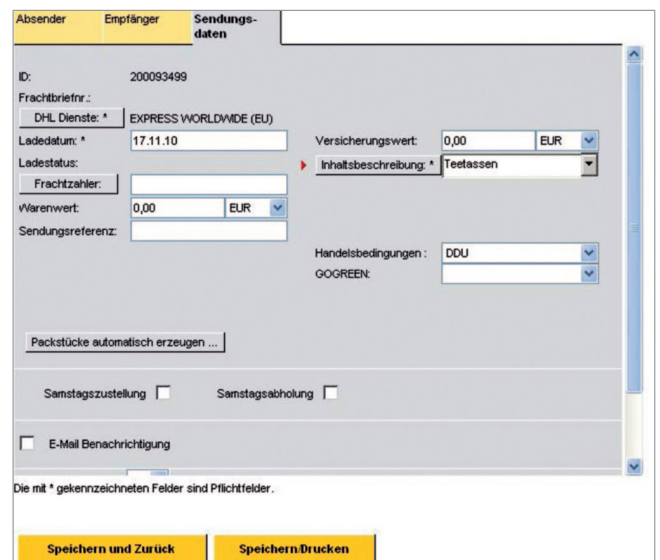 Absender Empfänger Sendungs-
daten
ID: 200093499
Frachtbriefnr.:
DHL Dienste: * EXPRESS WORLDWIDE (EU)
Ladedatum: * 17.11.10 Versicherungswert: 0,00 EUR
Ladestatus: Inhaltsbeschreibung: * Teetassen
Frachtzahler:
Warenwert: 0,00 EUR
Sendungsreferenz:
Handelsbedingungen : DDU
GOGREEN:
Packstücke automatisch erzeugen ...
Samstagszustellung Samstagsabholung
E-Mail Benachrichtigung
Die mit * gekennzeichneten Felder sind Pflichtfelder.
Speichern und Zurück Speichern/Drucken